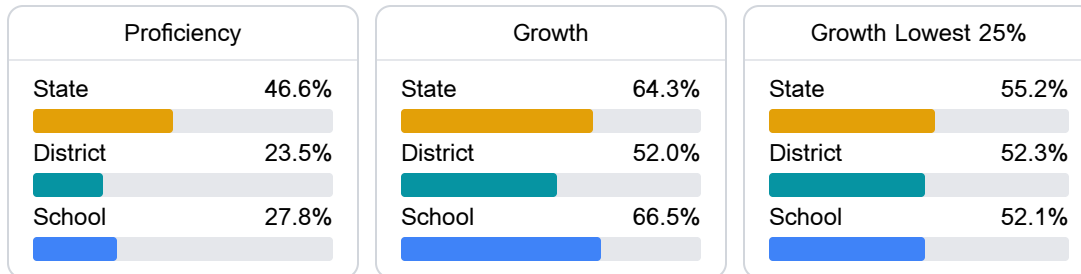 Proficiency
State 46.6%
District 23.5%
School 27.8%
Growth
State 64.3%
District 52.0%
School 66.5%
Growth Lowest 25%
State 55.2%
District 52.3%
School 52.1%